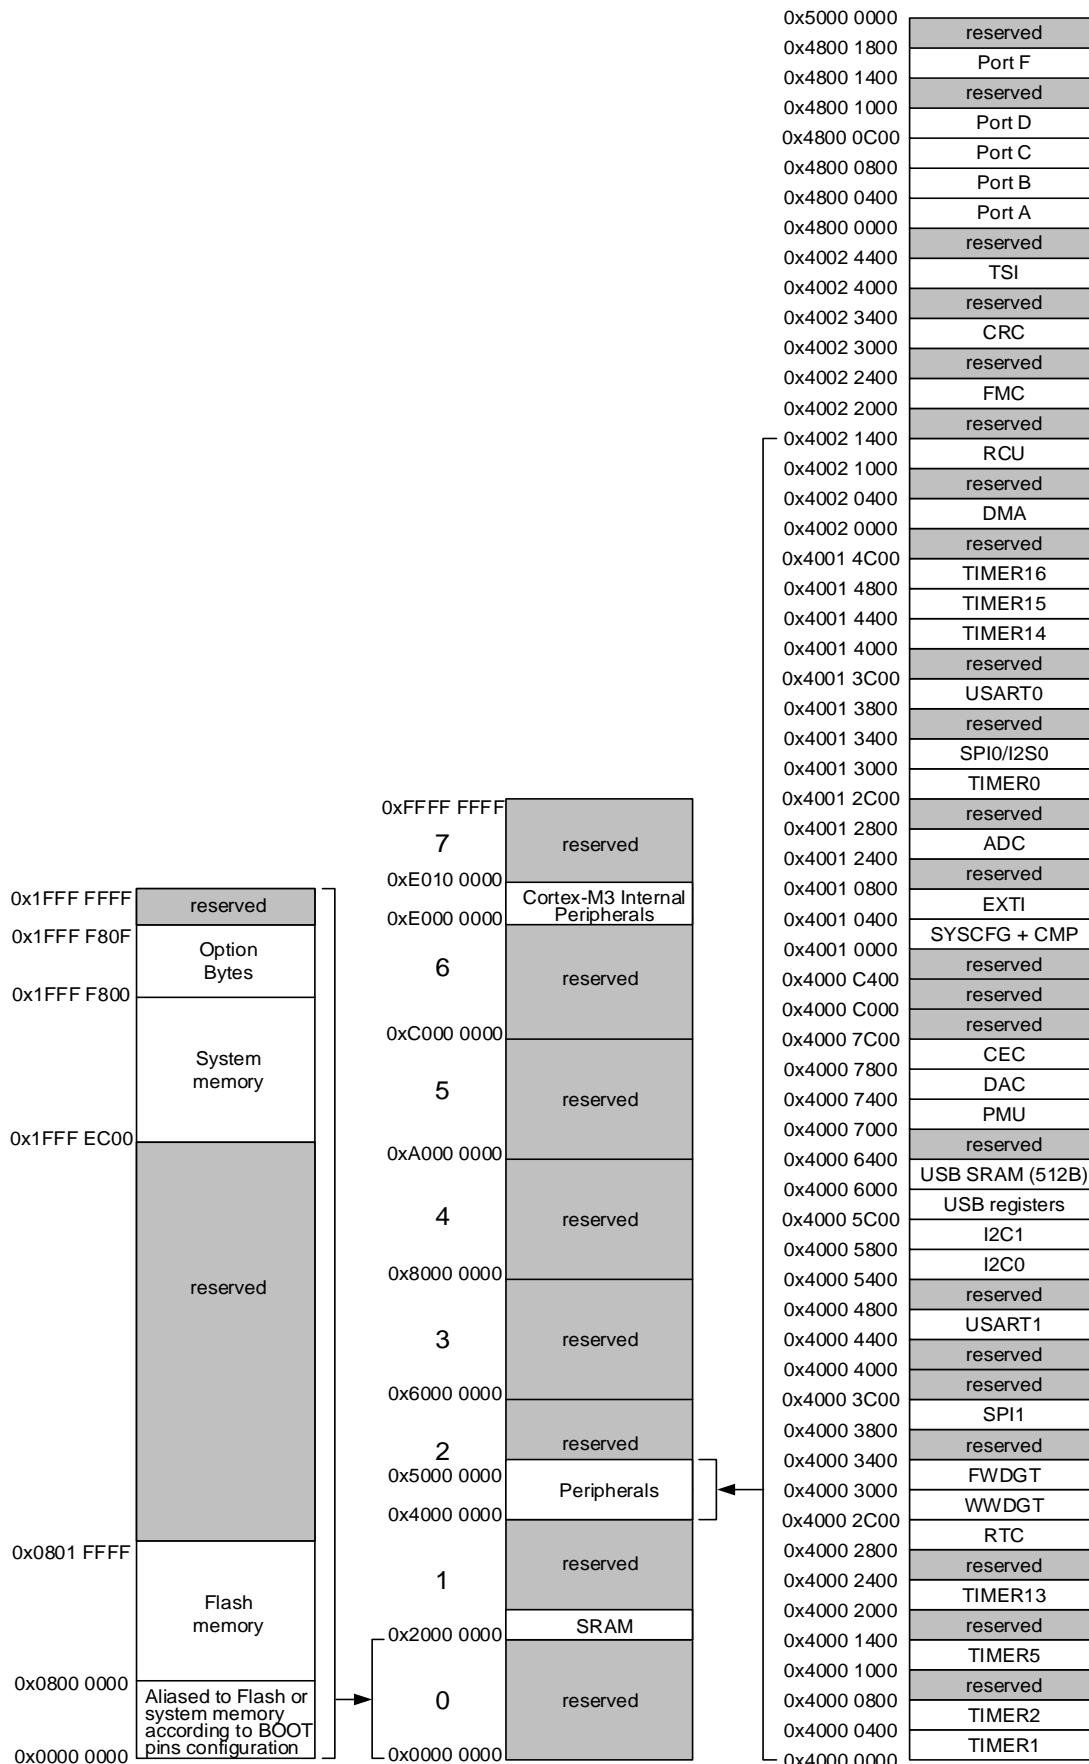 0x1FFF FFFF
reserved
0x1FFF F80F
Option
Bytes
0x1FFF F800
System
memory
0x1FFF EC00
reserved
0x0801 FFFF
Flash
memory
0x0800 0000
Aliased to Flash or
system memory
according to BOOT
pins configuration
0x0000 0000
0xFFFF FFFF
7
reserved
0xE010 0000
Cortex-M3 Internal
Peripherals
0xE000 0000
6
reserved
0xC000 0000
5
reserved
0xA000 0000
4
reserved
0x8000 0000
3
reserved
0x6000 0000
2
reserved
0x5000 0000
Peripherals
0x4000 0000
1
reserved
SRAM
0x2000 0000
0
reserved
0x0000 0000
0x5000 0000
reserved
0x4800 1800
Port F
0x4800 1400
reserved
0x4800 1000
Port D
0x4800 0C00
Port C
0x4800 0800
Port B
0x4800 0400
Port A
0x4800 0000
reserved
0x4002 4400
TSI
0x4002 4000
reserved
0x4002 3400
CRC
0x4002 3000
reserved
0x4002 2400
FMC
0x4002 2000
reserved
0x4002 1400
RCU
0x4002 1000
reserved
0x4002 0400
DMA
0x4002 0000
reserved
0x4001 4C00
TIMER16
0x4001 4800
TIMER15
0x4001 4400
TIMER14
0x4001 4000
reserved
0x4001 3C00
USART0
0x4001 3800
reserved
0x4001 3400
SPI0/I2S0
0x4001 3000
TIMER0
0x4001 2C00
reserved
0x4001 2800
ADC
0x4001 2400
reserved
0x4001 0800
EXTI
0x4001 0400
SYSCFG + CMP
0x4001 0000
reserved
0x4000 C400
reserved
0x4000 C000
reserved
0x4000 7C00
CEC
0x4000 7800
DAC
0x4000 7400
PMU
0x4000 7000
reserved
0x4000 6400
USB SRAM (512B)
0x4000 6000
USB registers
0x4000 5C00
I2C1
0x4000 5800
I2C0
0x4000 5400
reserved
0x4000 4800
USART1
0x4000 4400
reserved
0x4000 4000
reserved
0x4000 3C00
SPI1
0x4000 3800
reserved
0x4000 3400
FWDGT
0x4000 3000
WWDGT
0x4000 2C00
RTC
0x4000 2800
reserved
0x4000 2400
TIMER13
0x4000 2000
reserved
0x4000 1400
TIMER5
0x4000 1000
reserved
0x4000 0800
TIMER2
0x4000 0400
TIMER1
0x4000 0000